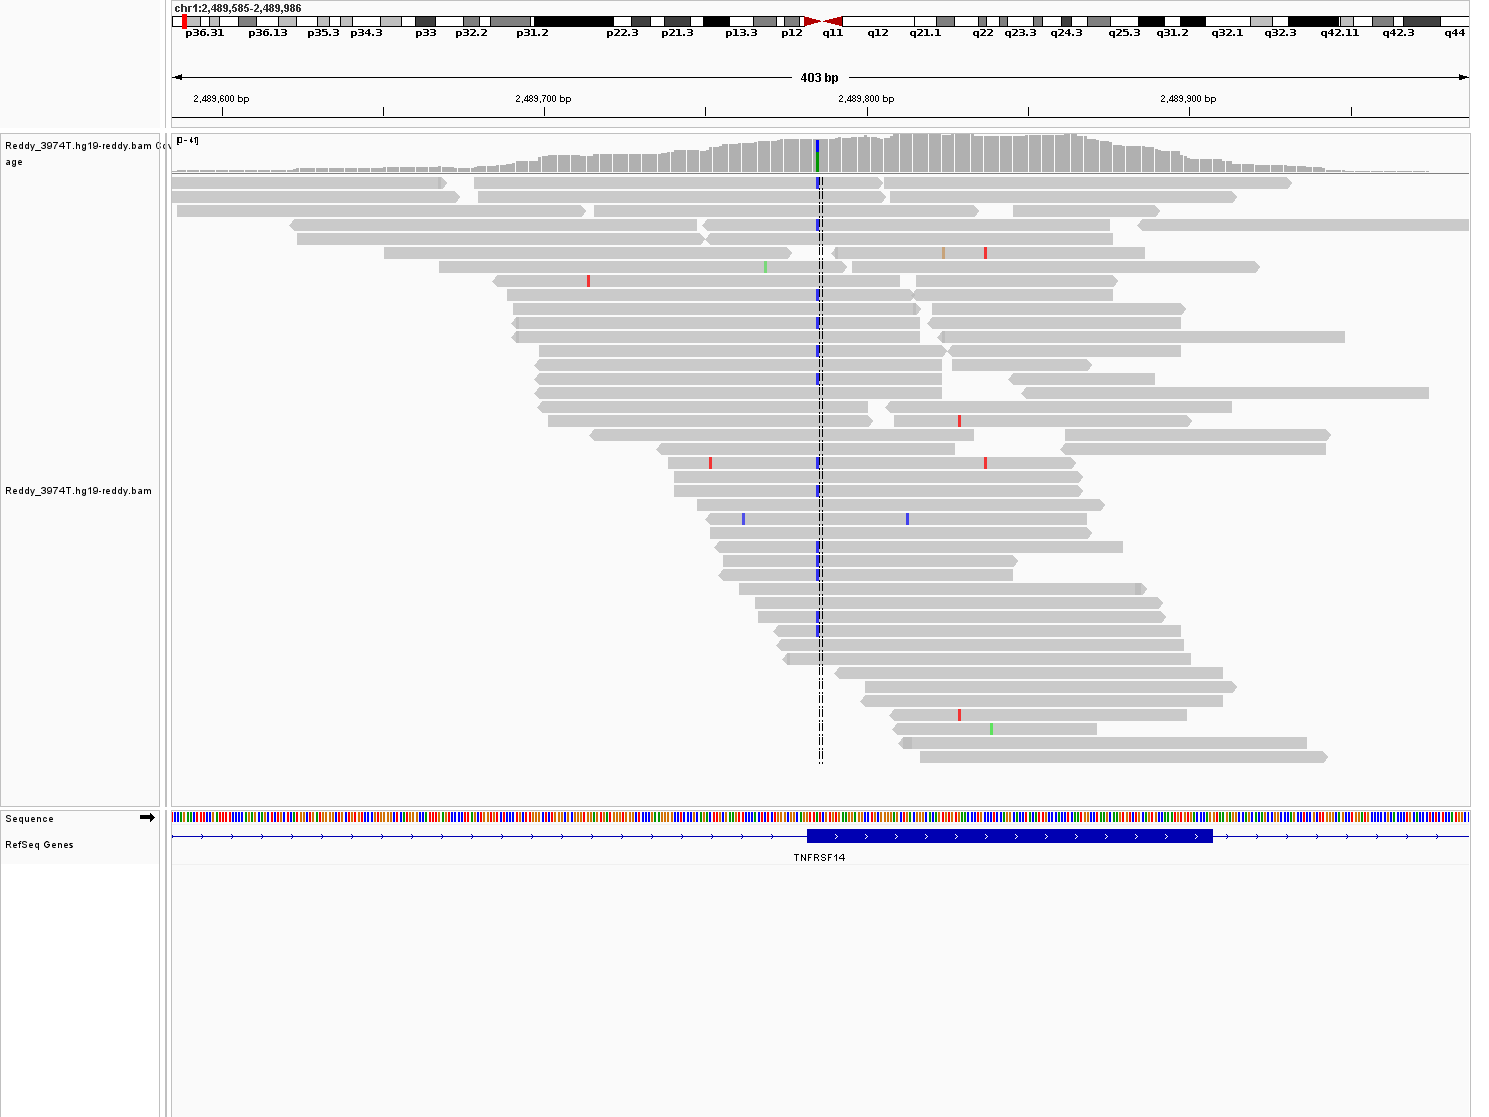 chr1:2,489,585-2,489,986
p36.31 p36.13 p35.3 p34.3 p33 p32.2 p31.2 p22.3 p21.3 p13.3 p12 q11 q12 q21.1 q22 q23.3 q24.3 q25.3 q31.2 q32.1 q32.3 q42.11 q42.3 q44
403 bp
2,489,600 bp 2,489,700 bp 2,489,800 bp 2,489,900 bp
Reddy_3974T.hg19-reddy.bam Cov
age
[0 - 41]
Reddy_3974T.hg19-reddy.bam
Sequence
RefSeq Genes
TNFRSF14